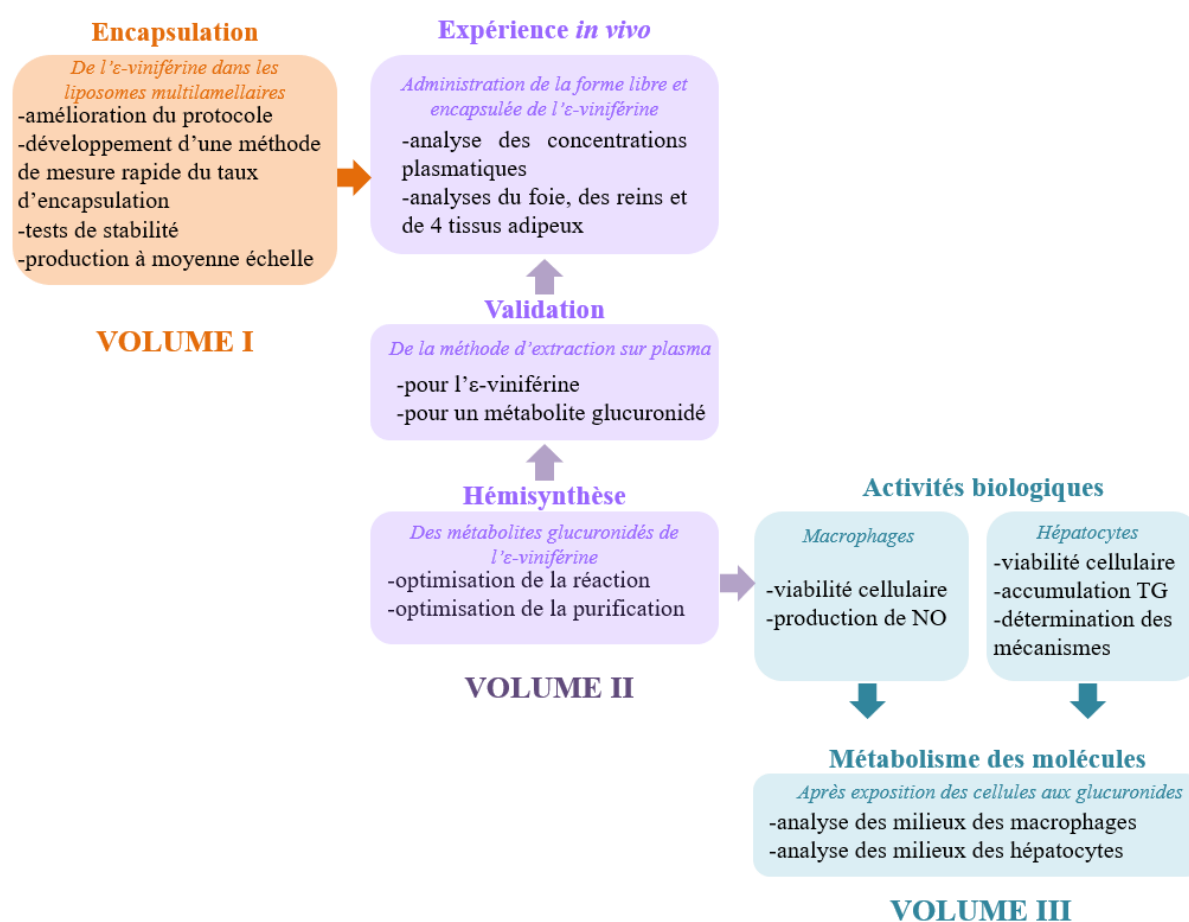 Encapsulation
De l'ε-viniférine dans les
liposomes multilamellaires
-amélioration du protocole
-développement d'une méthode
de mesure rapide du taux
d'encapsulation
-tests de stabilité
-production à moyenne échelle
VOLUME I
Expérience in vivo
Administration de la forme libre et
encapsulée de l'ε-viniférine
-analyse des concentrations
plasmatiques
-analyses du foie, des reins et
de 4 tissus adipeux
Validation
De la méthode d'extraction sur plasma
-pour l'ε-viniférine
-pour un métabolite glucuronidé
Hémisynthèse
Des métabolites glucuronidés de
l'ε-viniférine
-optimisation de la réaction
-optimisation de la purification
VOLUME II
Activités biologiques
Macrophages
-viabilité cellulaire
-production de NO
Hépatocytes
-viabilité cellulaire
-accumulation TG
-détermination des
mécanismes
Métabolisme des molécules
Après exposition des cellules aux glucuronides
-analyse des milieux des macrophages
-analyse des milieux des hépatocytes
VOLUME III